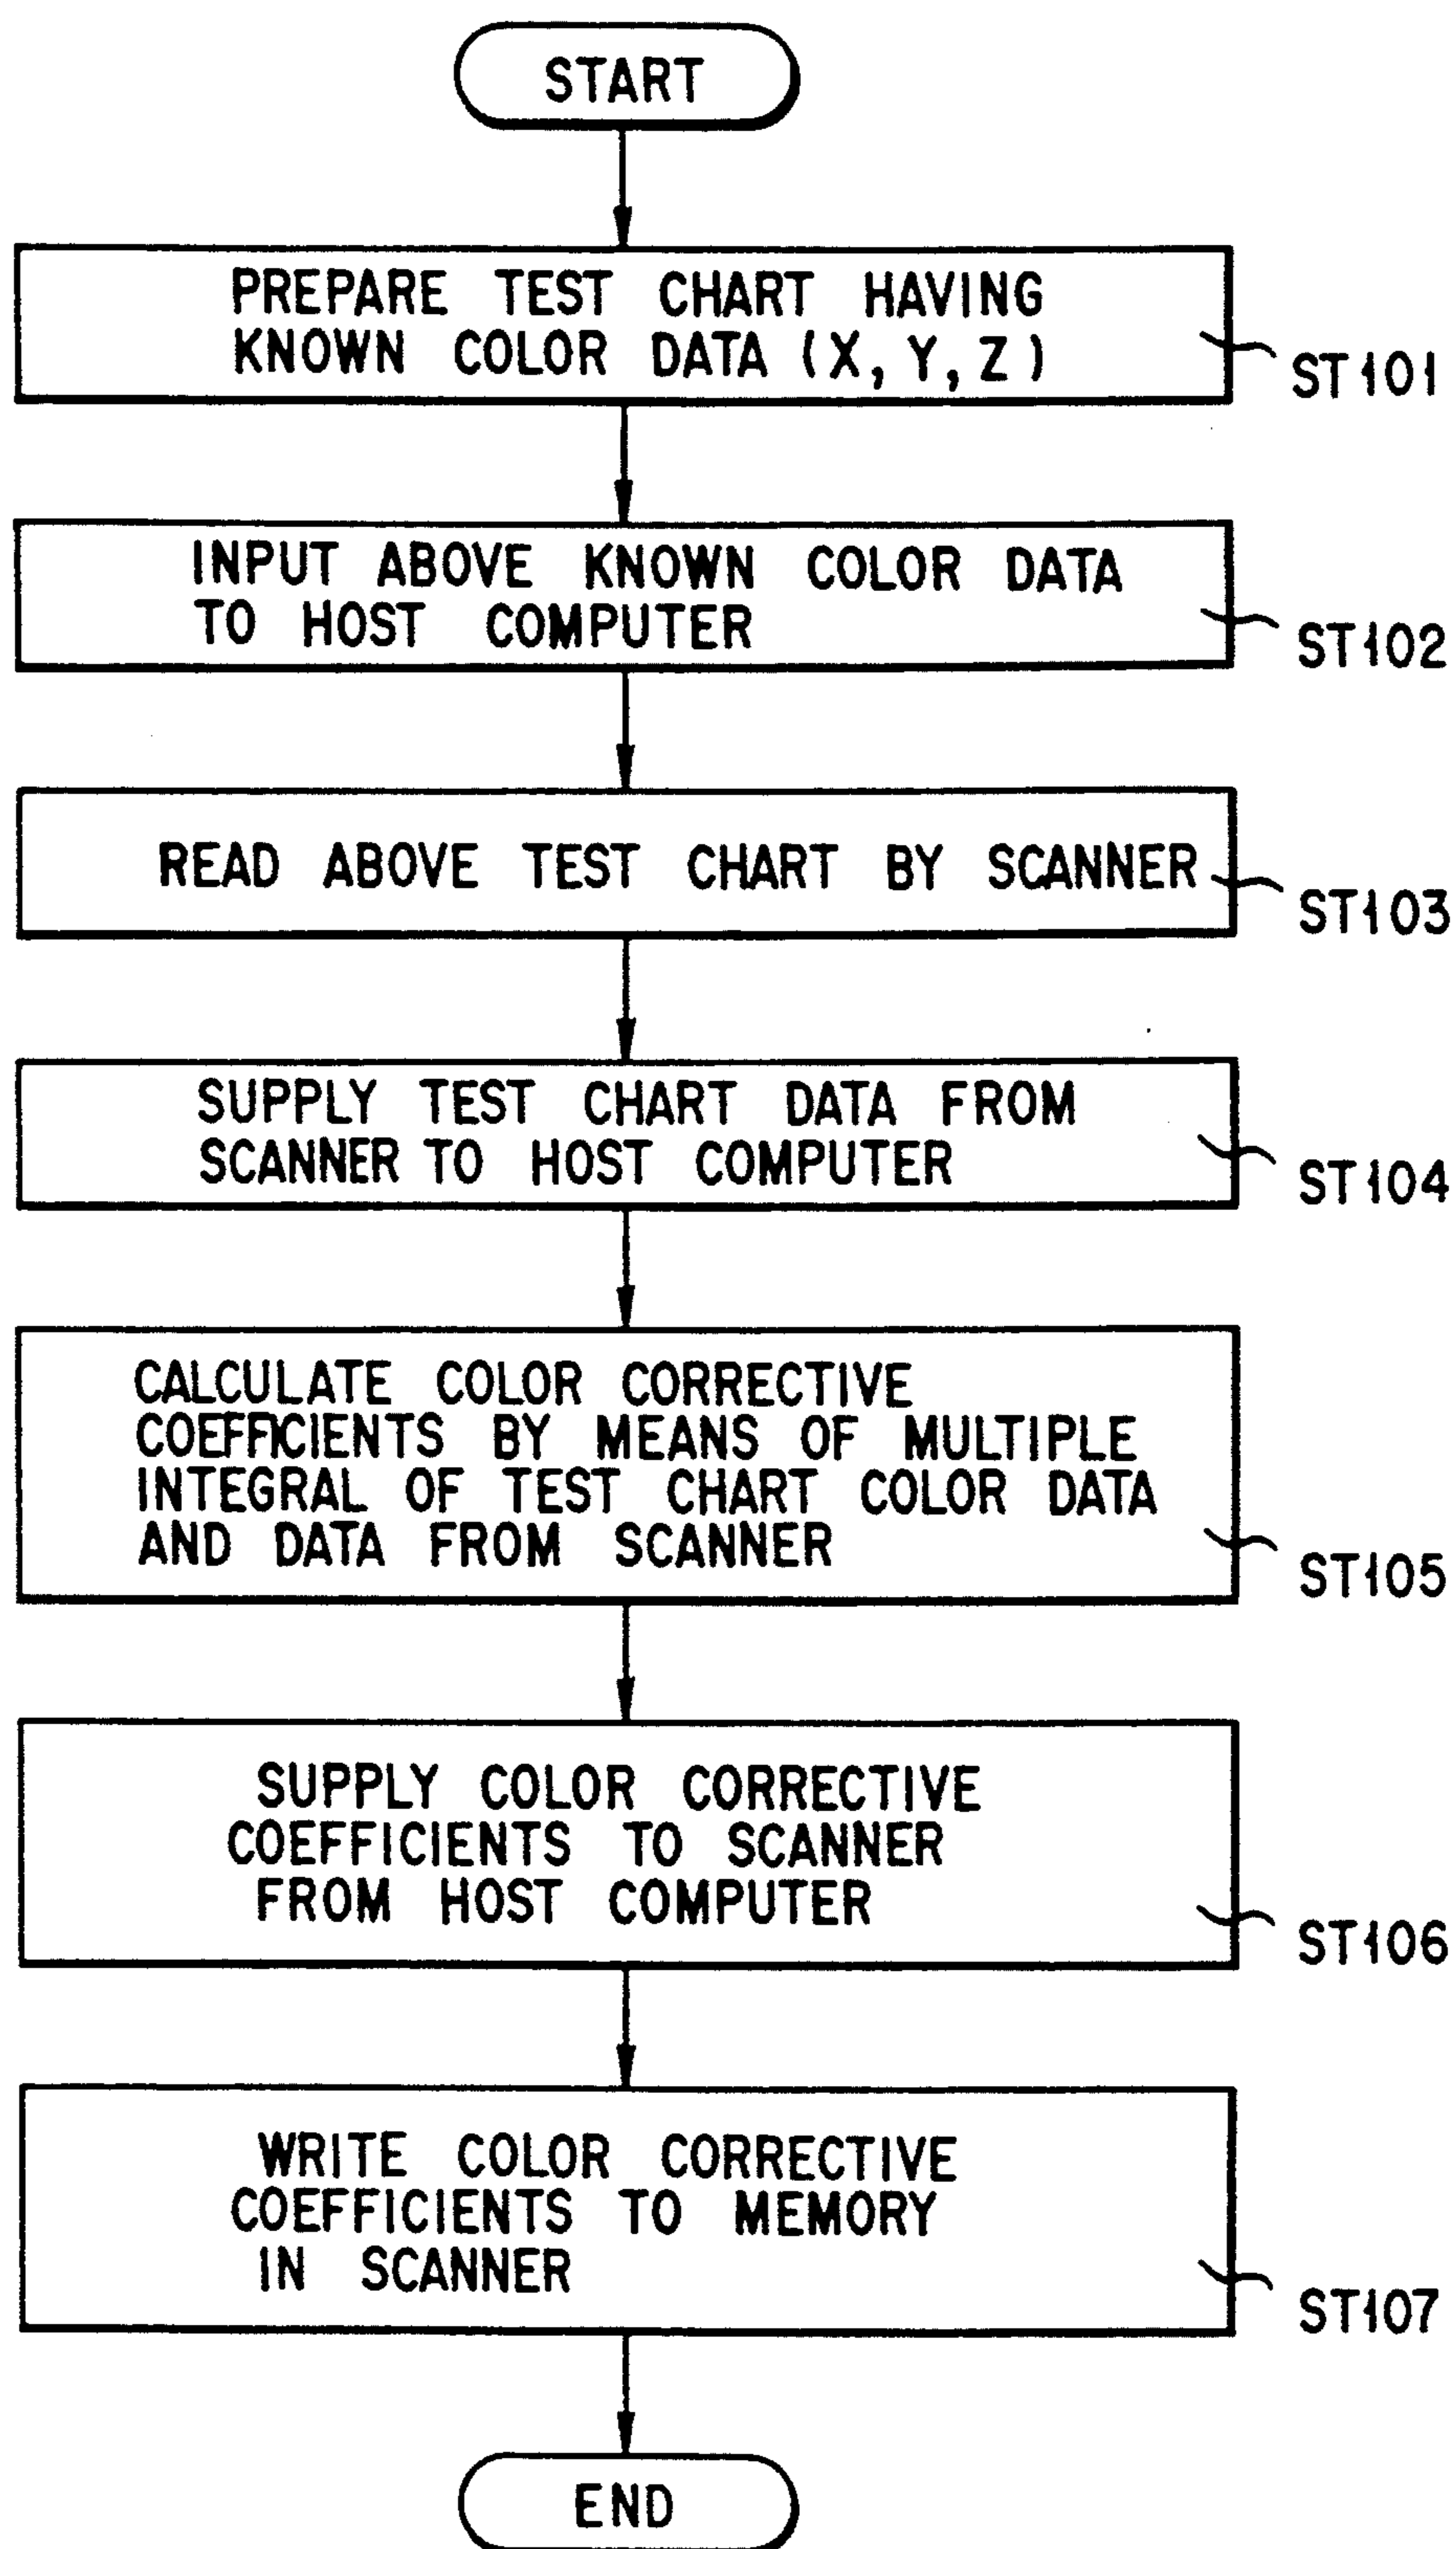 START
PREPARE TEST CHART HAVING
KNOWN COLOR DATA (X, Y, Z)
ST101
INPUT ABOVE KNOWN COLOR DATA
TO HOST COMPUTER
ST102
READ ABOVE TEST CHART BY SCANNER
ST103
SUPPLY TEST CHART DATA FROM
SCANNER TO HOST COMPUTER
ST104
CALCULATE COLOR CORRECTIVE
COEFFICIENTS BY MEANS OF MULTIPLE
INTEGRAL OF TEST CHART COLOR DATA
AND DATA FROM SCANNER
ST105
SUPPLY COLOR CORRECTIVE
COEFFICIENTS TO SCANNER
FROM HOST COMPUTER
ST106
WRITE COLOR CORRECTIVE
COEFFICIENTS TO MEMORY
IN SCANNER
ST107
END